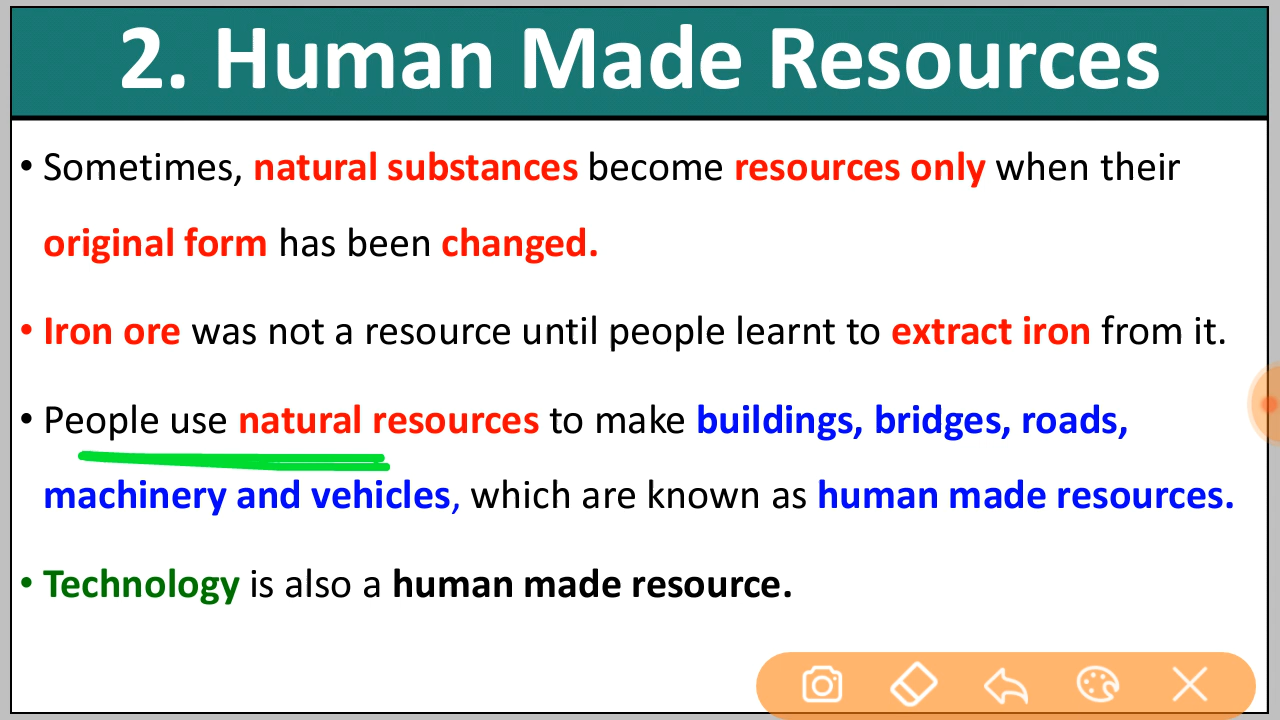 2. Human Made Resources
• Sometimes, natural substances become resources only when their
original form has been changed.
• Iron ore was not a resource until people learnt to extract iron from it.
• People use natural resources to make buildings, bridges, roads,
machinery and vehicles, which are known as human made resources.
• Technology is also a human made resource.